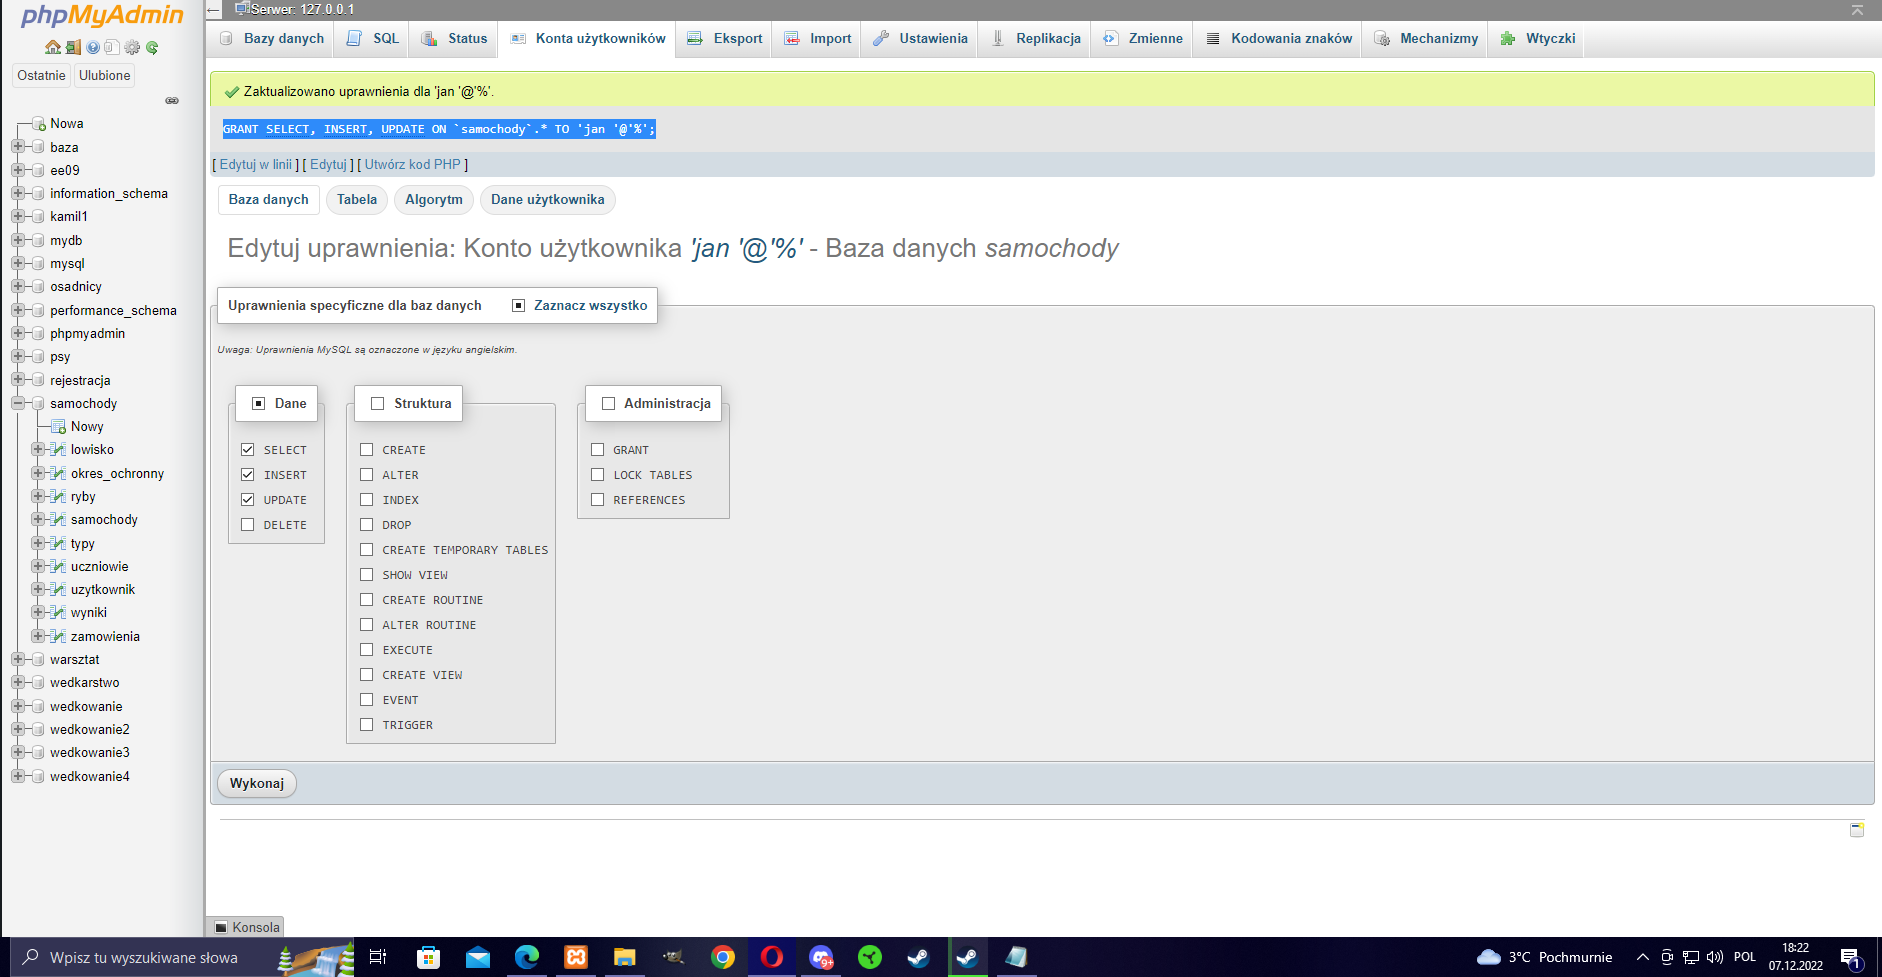 phpMyAdmin
Ostatnie Ulubione
Nowa
baza
ee09
information_schema
kamil1
mydb
mysql
osadnicy
performance_schema
phpmyadmin
psy
rejestracja
samochody
Nowy
lowisko
okres_ochronny
ryby
samochody
typy
uczniowie
uzytkownik
wyniki
zamowienia
warsztat
wedkarstwo
wedkowanie
wedkowanie2
wedkowanie3
wedkowanie4
Serwer: 127.0.0.1
Bazy danych SQL Status Konta użytkowników Eksport Import Ustawienia Replikacja Zmienne Kodowania znaków Mechanizmy Wtyczki
Zaktualizowano uprawnienia dla 'jan '@'%'.
GRANT SELECT, INSERT, UPDATE ON `samochody`.* TO 'jan '@'%';
[ Edytuj w linii ] [ Edytuj ] [ Utwórz kod PHP ]
Baza danych Tabela Algorytm Dane użytkownika
Edytuj uprawnienia: Konto użytkownika 'jan '@'%' - Baza danych samochody
Uprawnienia specyficzne dla baz danych Zaznacz wszystko
Uwaga: Uprawnienia MySQL są oznaczone w języku angielskim.
Dane
SELECT
INSERT
UPDATE
DELETE
Struktura
CREATE
ALTER
INDEX
DROP
CREATE TEMPORARY TABLES
SHOW VIEW
CREATE ROUTINE
ALTER ROUTINE
EXECUTE
CREATE VIEW
EVENT
TRIGGER
Administracja
GRANT
LOCK TABLES
REFERENCES
Wykonaj
Konsola
Wpisz tu wyszukiwane słowa
9+
3°C Pochmurnie
POL
18:22
07.12.2022
1